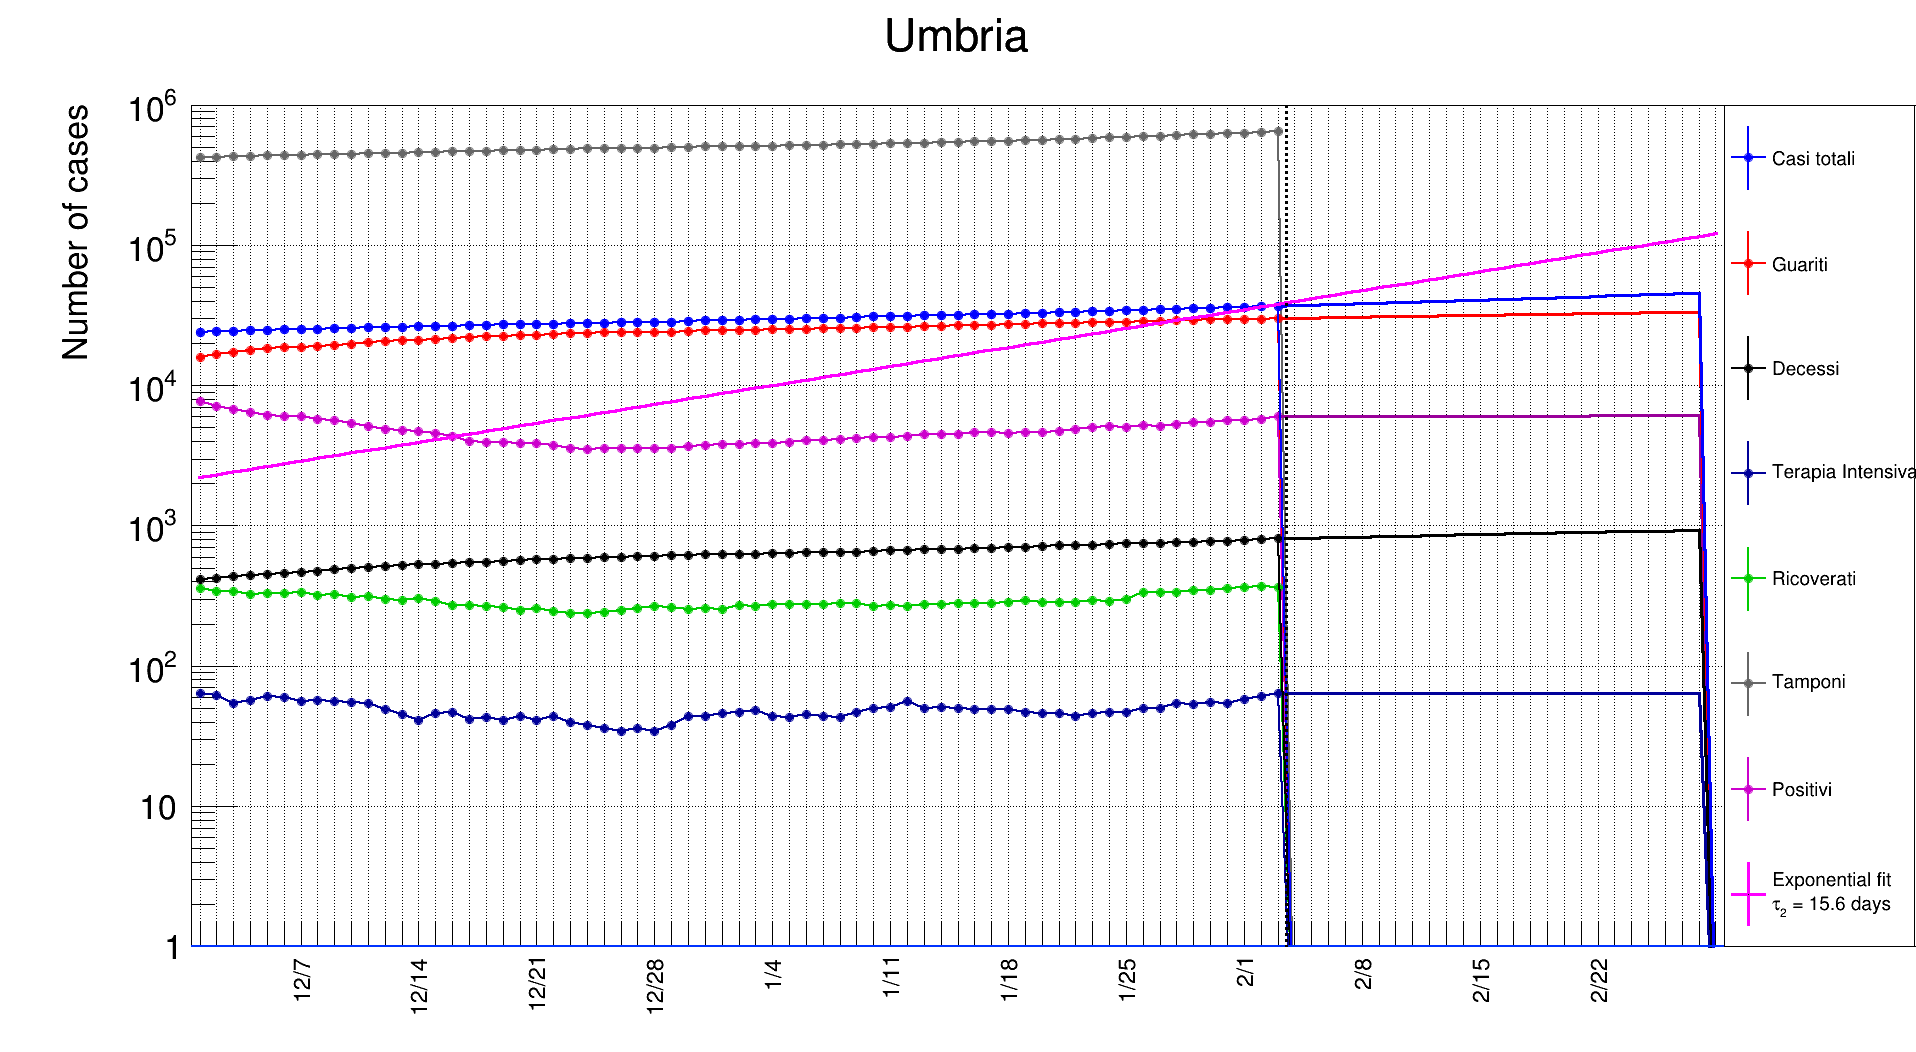 Umbria
Number of cases
10^6
10^5
10^4
10^3
10^2
10
1
12/7
12/14
12/21
12/28
1/4
1/11
1/18
1/25
2/1
2/8
2/15
2/22
Casi totali
Guariti
Decessi
Terapia Intensiva
Ricoverati
Tamponi
Positivi
Exponential fit
τ_2 = 15.6 days